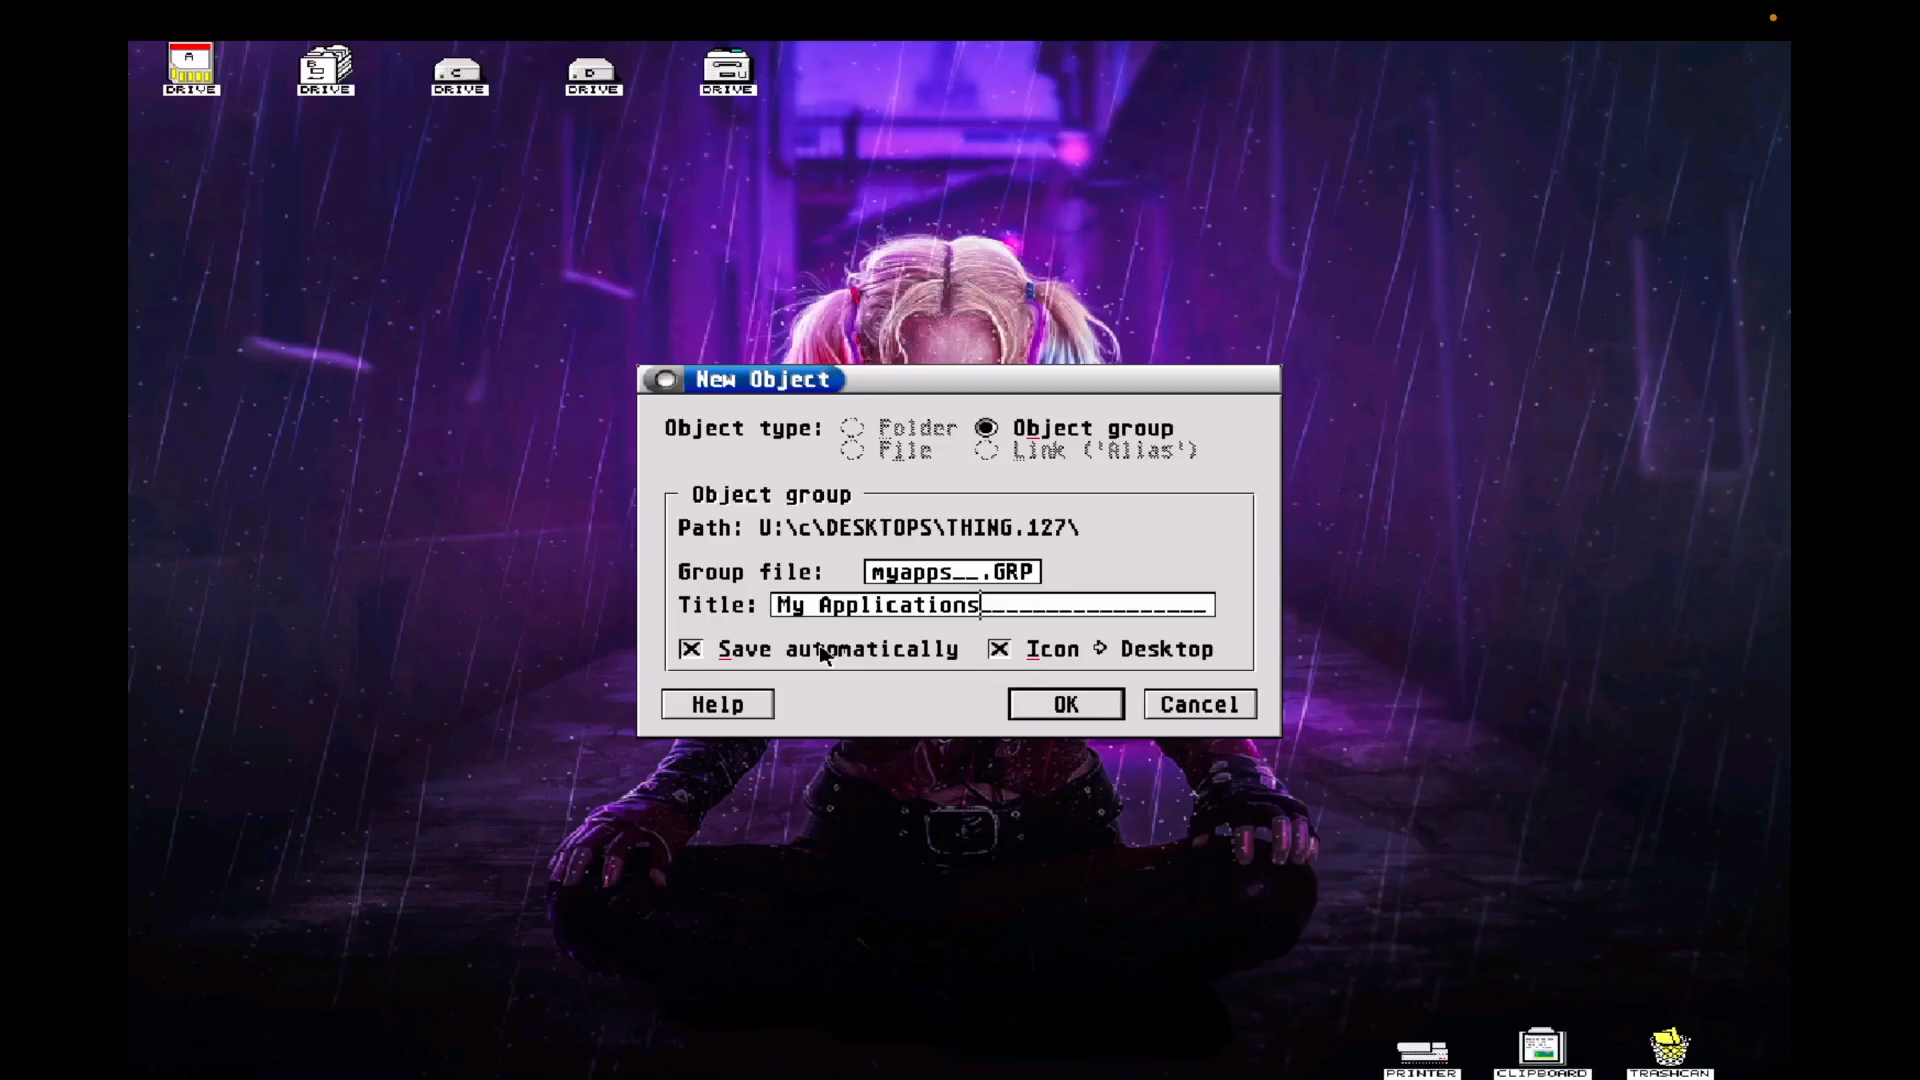 A
B
C
D
DRIVE
DRIVE
DRIVE
DRIVE
DRIVE
New Object
Object type: Folder Object group
File Link ('Alias')
Object group
Path: U:\c\DESKTOPS\THING.127\
Group file: myapps__.GRP
Title: My Applications_________________
Save automatically Icon ⇨ Desktop
Help OK Cancel
PRINTER CLIPBOARD TRASHCAN